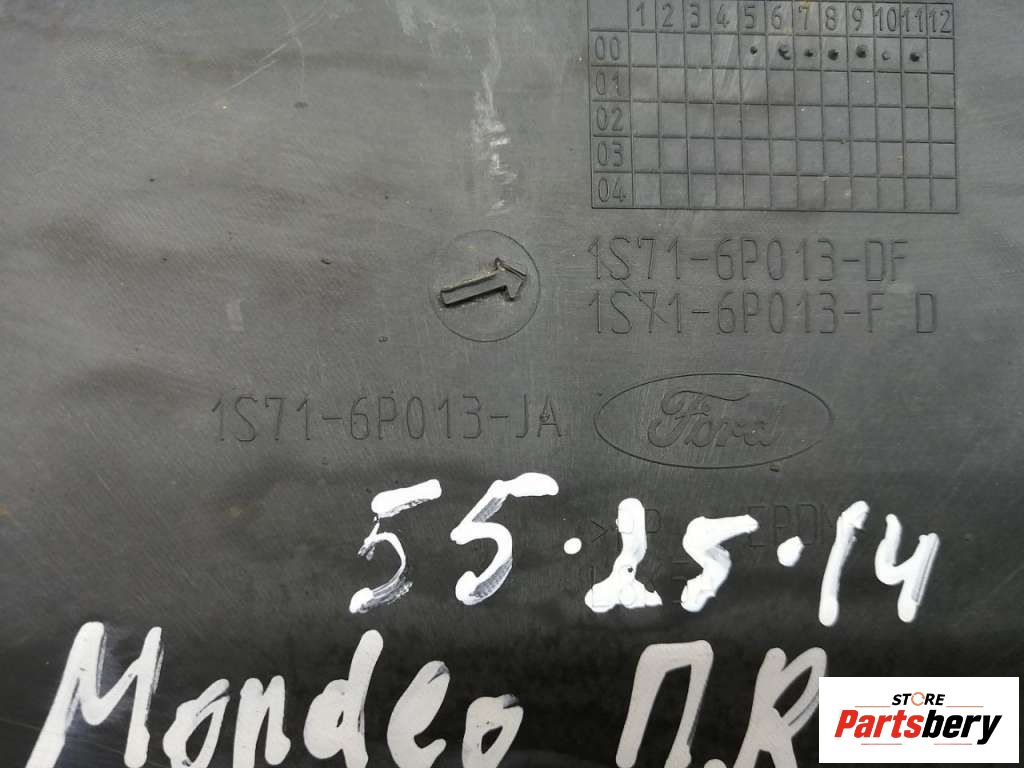 1 2 3 4 5 6 7 8 9 10 11 12
00
01
02
03
04
1S71-6P013-DF
1S71-6P013-F D
1S71-6P013-JA
Ford
55.25.14
Mondeo П.R
STORE
Partsbery